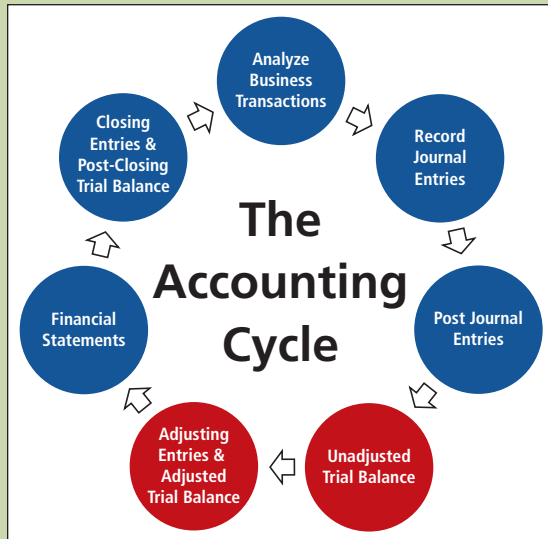 Analyze
Business
Transactions
Record
Journal
Entries
Post Journal
Entries
Unadjusted
Trial Balance
Adjusting
Entries &
Adjusted
Trial Balance
Financial
Statements
Closing
Entries &
Post-Closing
Trial Balance
The
Accounting
Cycle